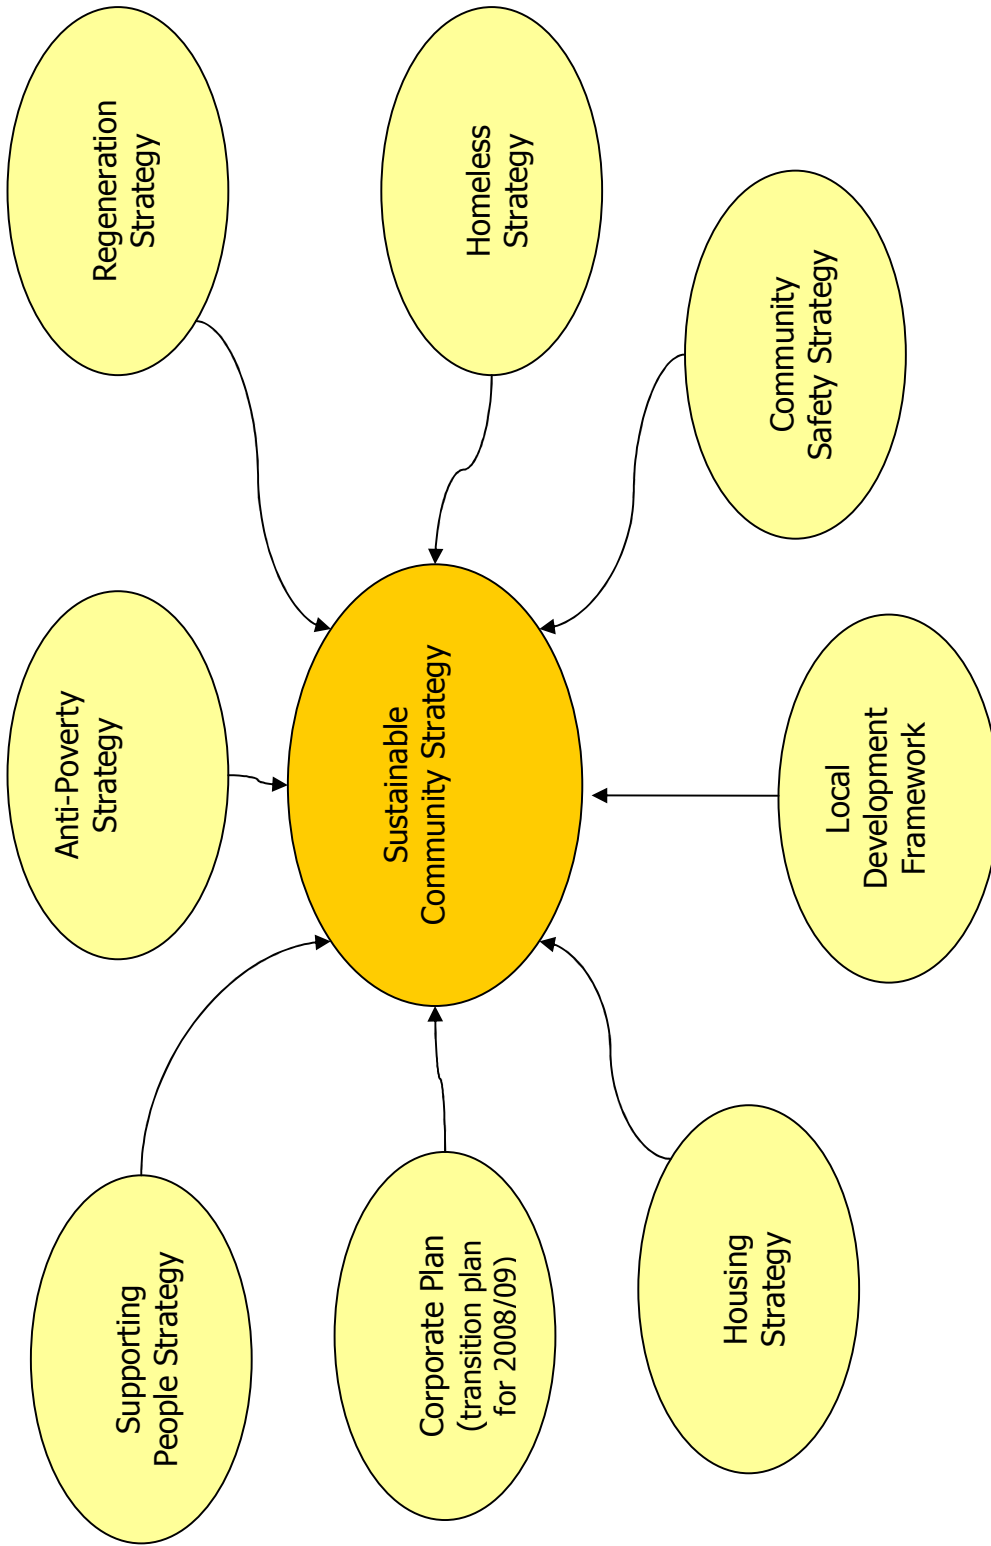 Supporting
People Strategy
Anti-Poverty
Strategy
Regeneration
Strategy
Corporate Plan
(transition plan
for 2008/09)
Sustainable
Community Strategy
Homeless
Strategy
Housing
Strategy
Local
Development
Framework
Community
Safety Strategy